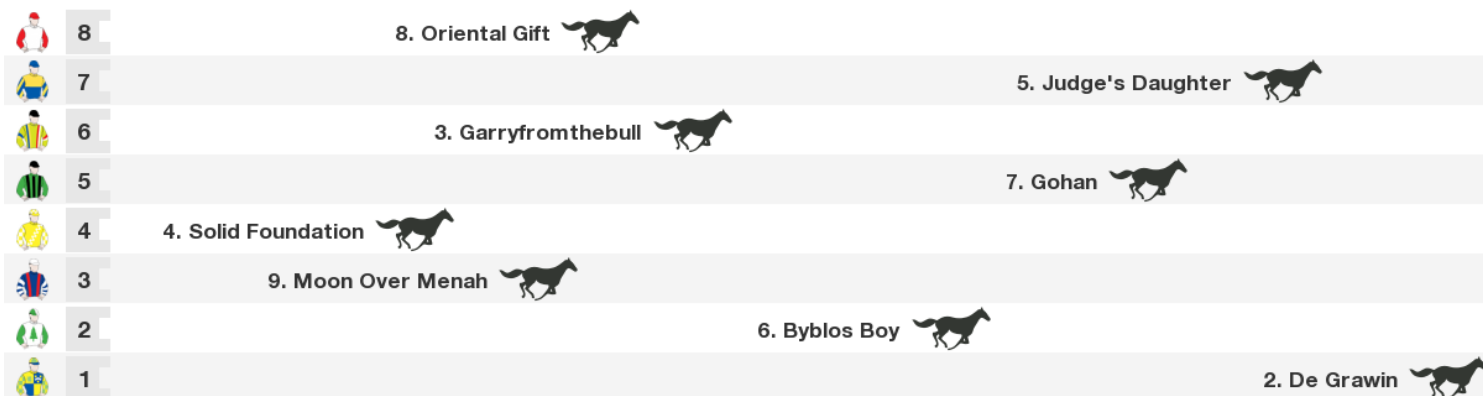 8 8. Oriental Gift
7 5. Judge's Daughter
6 3. Garryfromthebull
5 7. Gohan
4 4. Solid Foundation
3 9. Moon Over Menah
2 6. Byblos Boy
1 2. De Grawin